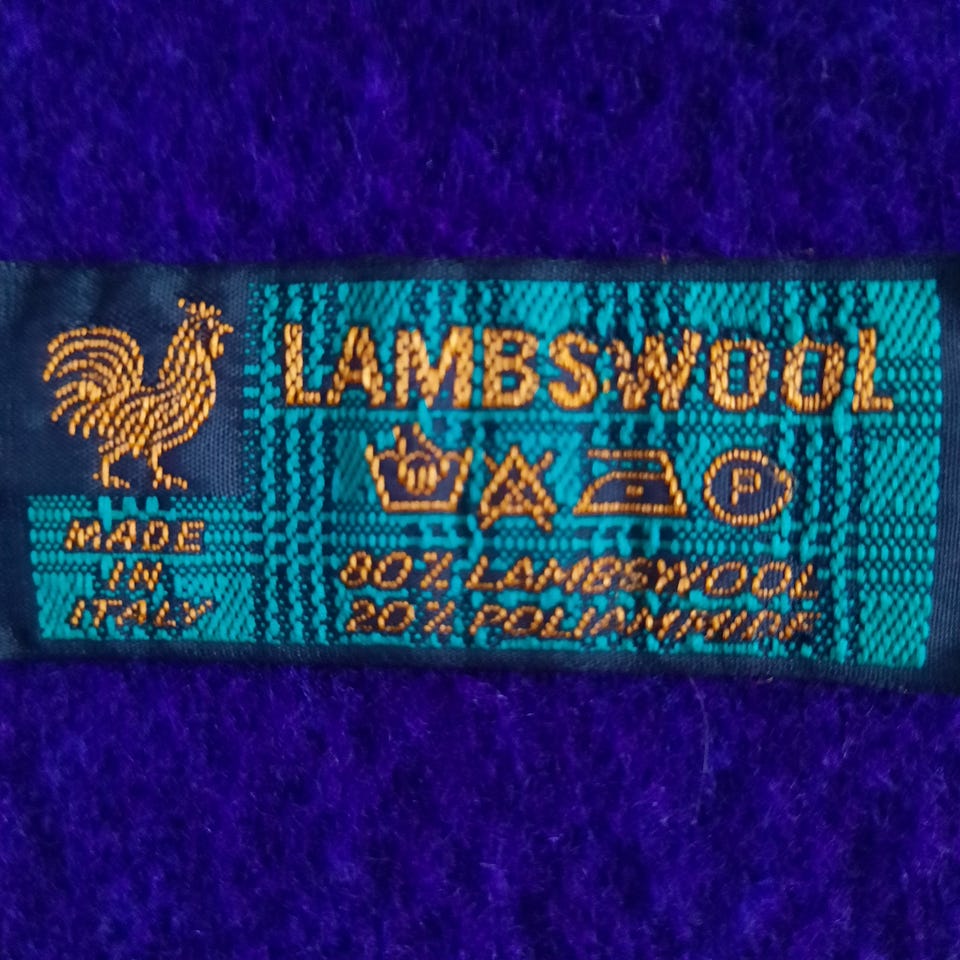 LAMBSWOOL
P
80% LAMBSWOOL
20% POLIAMMIDE
MADE
IN
ITALY